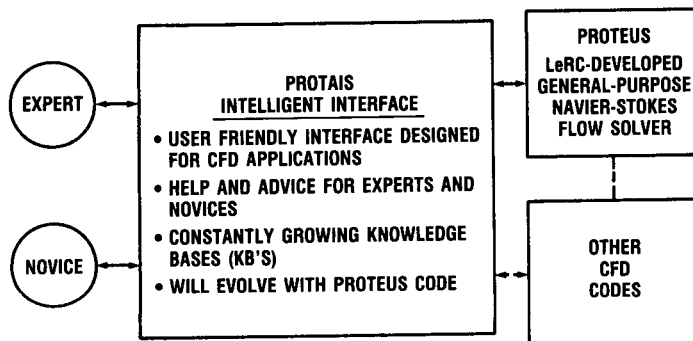 EXPERT
NOVICE
PROTAIS
INTELLIGENT INTERFACE
• USER FRIENDLY INTERFACE DESIGNED
FOR CFD APPLICATIONS
• HELP AND ADVICE FOR EXPERTS AND
NOVICES
• CONSTANTLY GROWING KNOWLEDGE
BASES (KB'S)
• WILL EVOLVE WITH PROTEUS CODE
PROTEUS
LeRC-DEVELOPED
GENERAL-PURPOSE
NAVIER-STOKES
FLOW SOLVER
OTHER
CFD
CODES